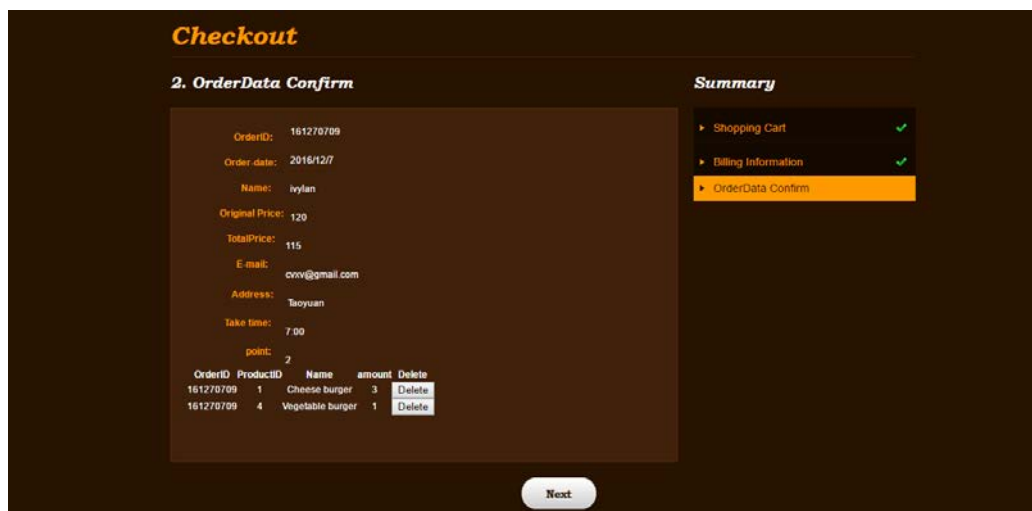 Checkout
2. OrderData Confirm
Summary
OrderID: 161270709
Order-date: 2016/12/7
Name: ivylan
Original Price: 120
TotalPrice: 115
E-mail: cvxv@gmail.com
Address: Taoyuan
Take time: 7:00
point: 2
OrderID ProductID Name amount Delete
161270709 1 Cheese burger 3 Delete
161270709 4 Vegetable burger 1 Delete
Shopping Cart
Billing Information
OrderData Confirm
Next